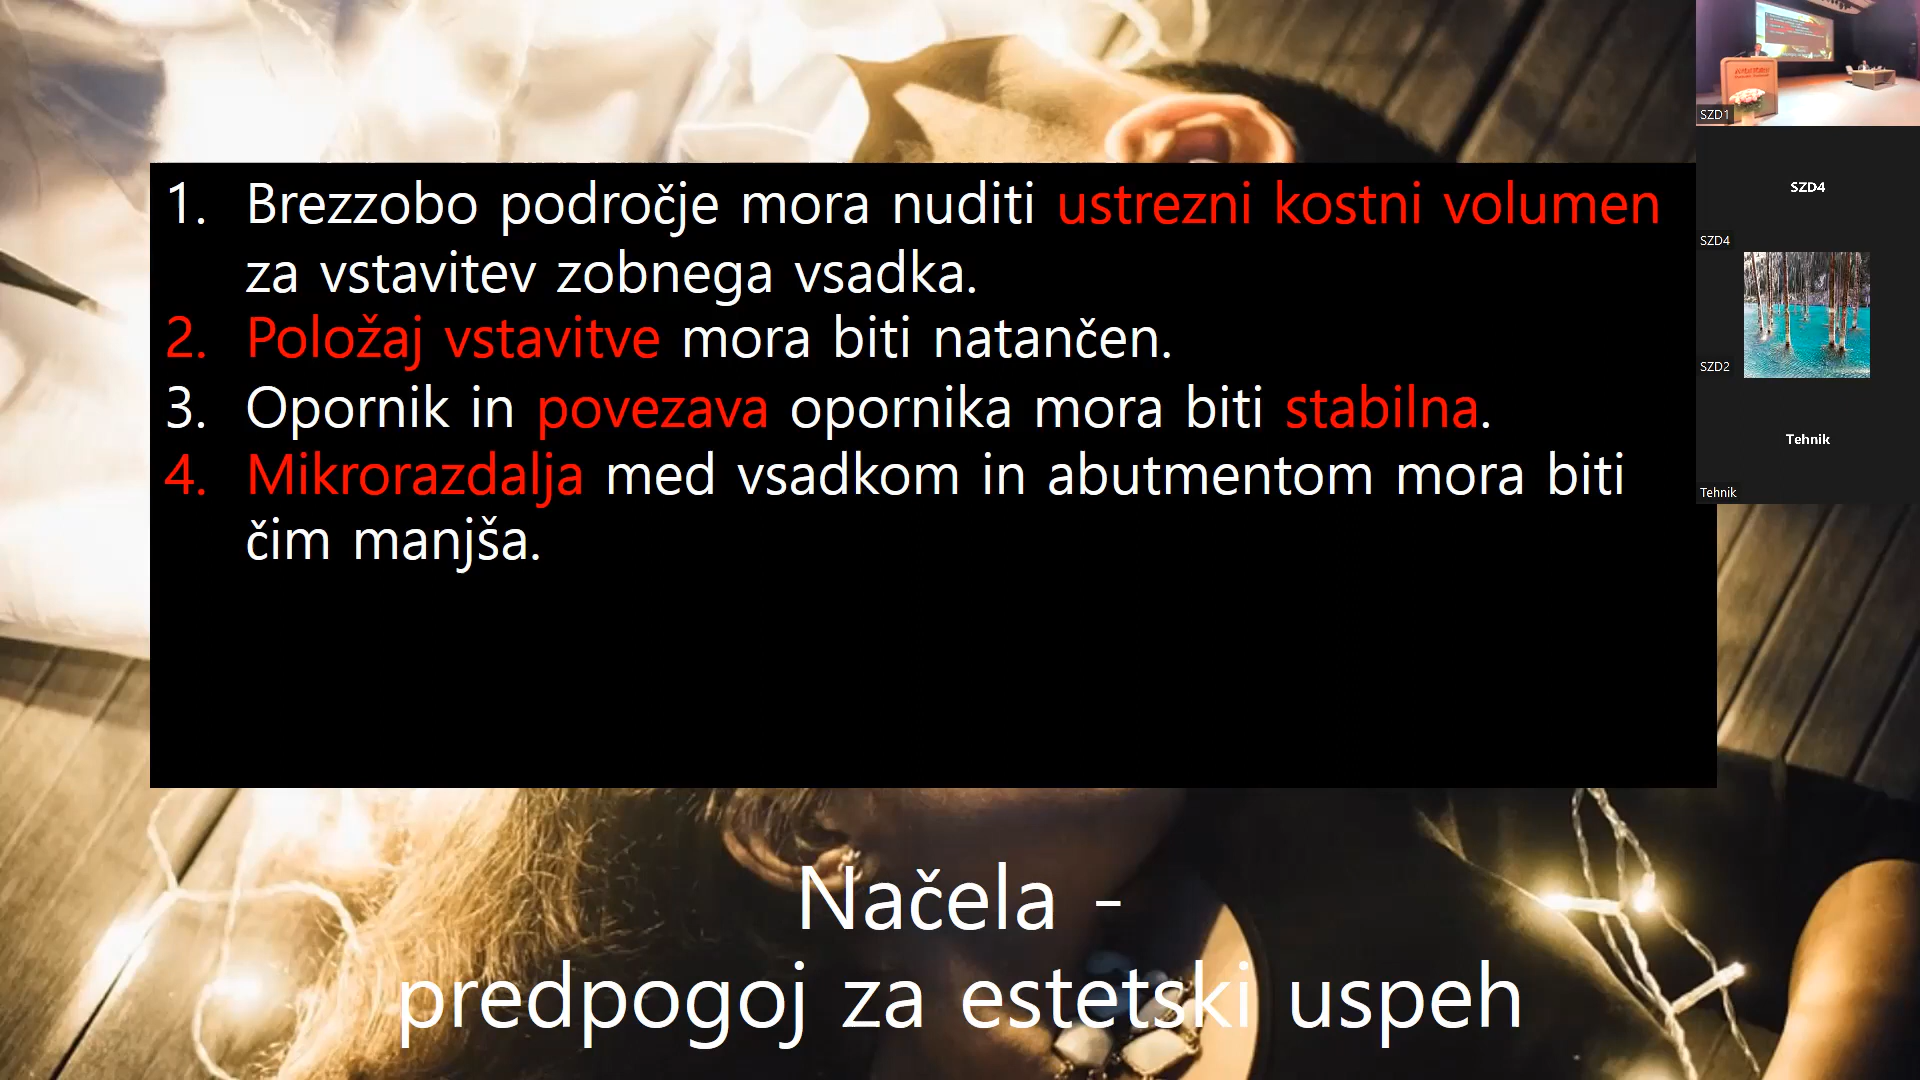 1. Brezzobo področje mora nuditi ustrezni kostni volumen
za vstavitev zobnega vsadka.
2. Položaj vstavitve mora biti natančen.
3. Opornik in povezava opornika mora biti stabilna.
4. Mikrorazdalja med vsadkom in abutmentom mora biti
čim manjša.
Načela -
predpogoj za estetski uspeh
SZD1
SZD4
SZD4
SZD2
Tehnik
Tehnik